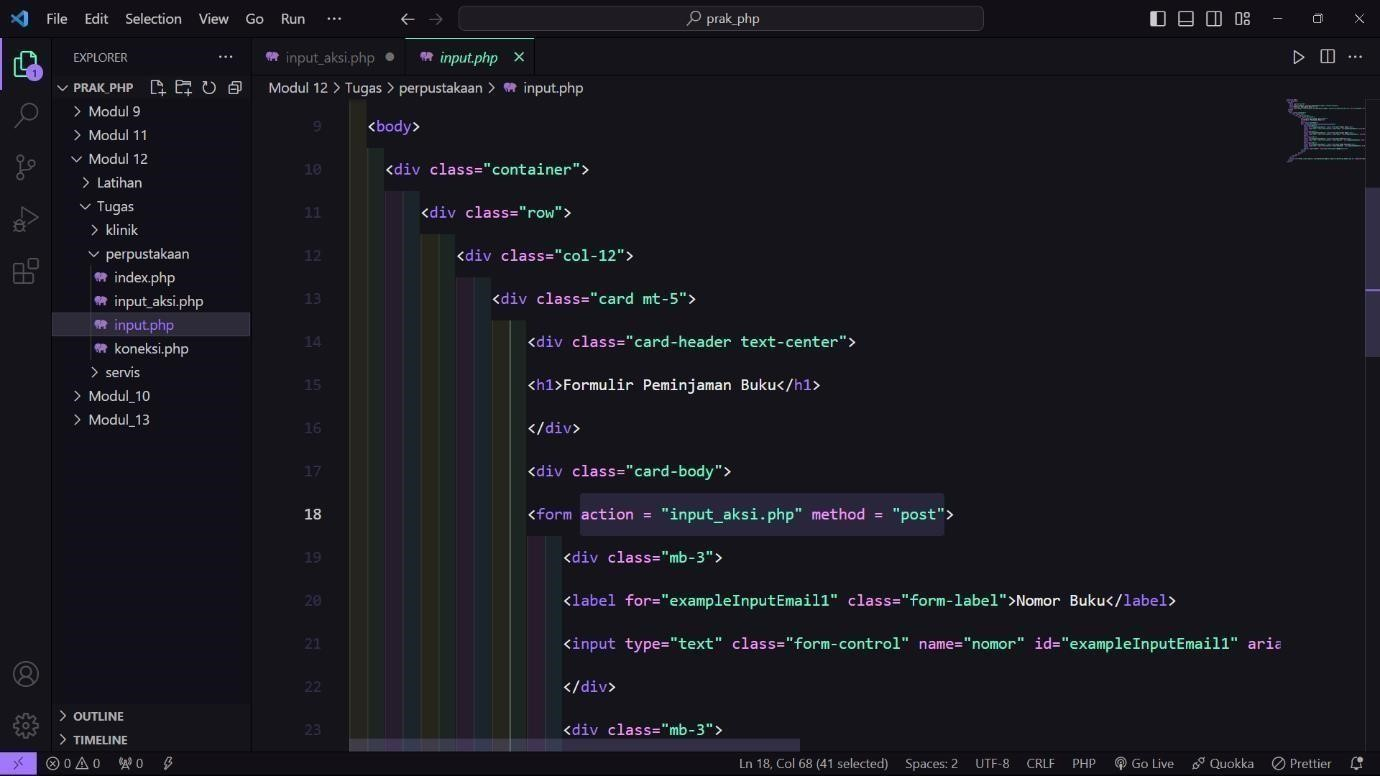 File Edit Selection View Go Run ··· prak_php
EXPLORER ···
1
PRAK_PHP
Modul 9
Modul 11
Modul 12
Latihan
Tugas
klinik
perpustakaan
index.php
input_aksi.php
input.php
koneksi.php
servis
Modul_10
Modul_13
OUTLINE
TIMELINE
input_aksi.php input.php
Modul 12 > Tugas > perpustakaan > input.php
9 <body>
10 <div class="container">
11 <div class="row">
12 <div class="col-12">
13 <div class="card mt-5">
14 <div class="card-header text-center">
15 <h1>Formulir Peminjaman Buku</h1>
16 </div>
17 <div class="card-body">
18 <form action = "input_aksi.php" method = "post">
19 <div class="mb-3">
20 <label for="exampleInputEmail1" class="form-label">Nomor Buku</label>
21 <input type="text" class="form-control" name="nomor" id="exampleInputEmail1" aria
22 </div>
23 <div class="mb-3">
0 0 0 Ln 18, Col 68 (41 selected) Spaces: 2 UTF-8 CRLF PHP Go Live Quokka Prettier